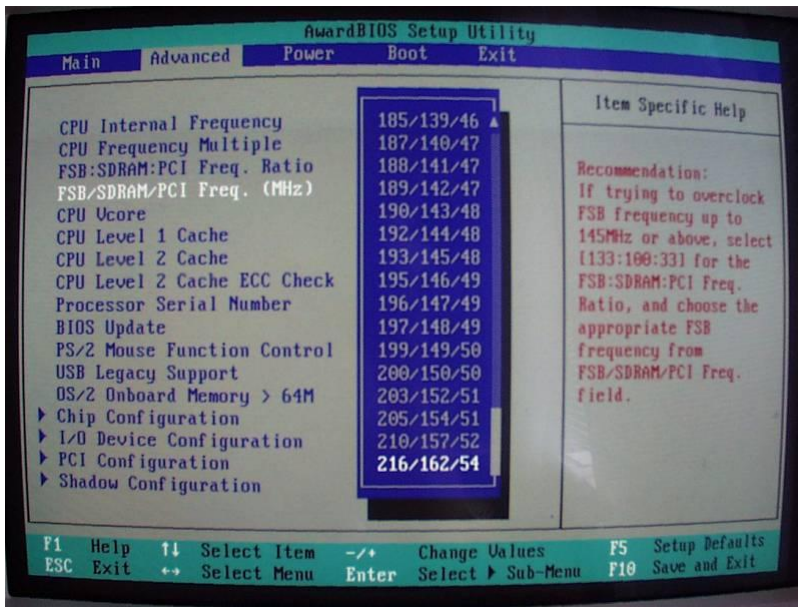 AwardBIOS Setup Utility
Main Advanced Power Boot Exit
CPU Internal Frequency
CPU Frequency Multiple
FSB:SDRAM:PCI Freq. Ratio
FSB/SDRAM/PCI Freq. (MHz)
CPU Vcore
CPU Level 1 Cache
CPU Level 2 Cache
CPU Level 2 Cache ECC Check
Processor Serial Number
BIOS Update
PS/2 Mouse Function Control
USB Legacy Support
OS/2 Onboard Memory > 64M
Chip Configuration
I/O Device Configuration
PCI Configuration
Shadow Configuration
185/139/46
187/140/47
188/141/47
189/142/47
190/143/48
192/144/48
193/145/48
195/146/49
196/147/49
197/148/49
199/149/50
200/150/50
203/152/51
205/154/51
210/157/52
216/162/54
Item Specific Help
Recommendation:
If trying to overclock
FSB frequency up to
145MHz or above, select
[133:100:33] for the
FSB:SDRAM:PCI Freq.
Ratio, and choose the
appropriate FSB
frequency from
FSB/SDRAM/PCI Freq.
field.
F1 Help ↑↓ Select Item -/+ Change Values F5 Setup Defaults
ESC Exit ↔ Select Menu Enter Select ▶ Sub-Menu F10 Save and Exit